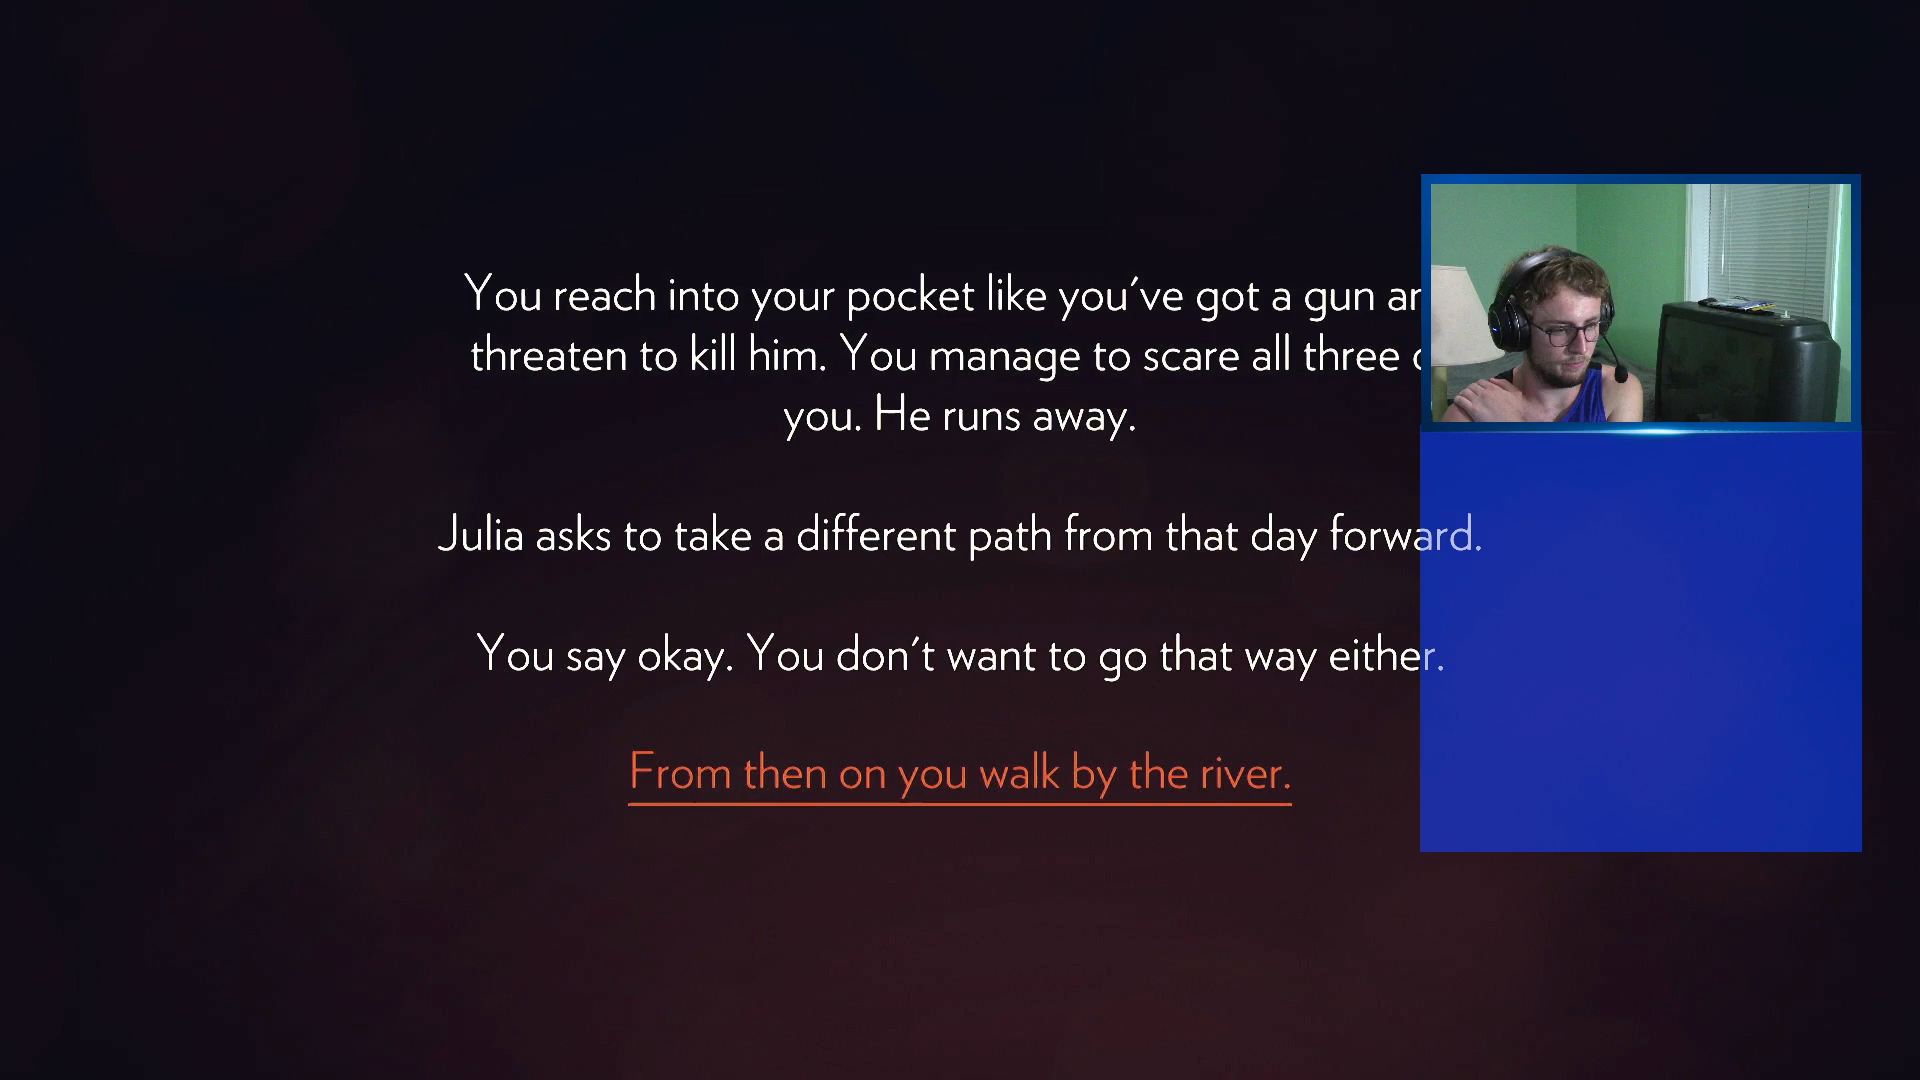 You reach into your pocket like you've got a gun
threaten to kill him. You manage to scare all three
you. He runs away.
Julia asks to take a different path from that day forward.
You say okay. You don't want to go that way either.
From then on you walk by the river.